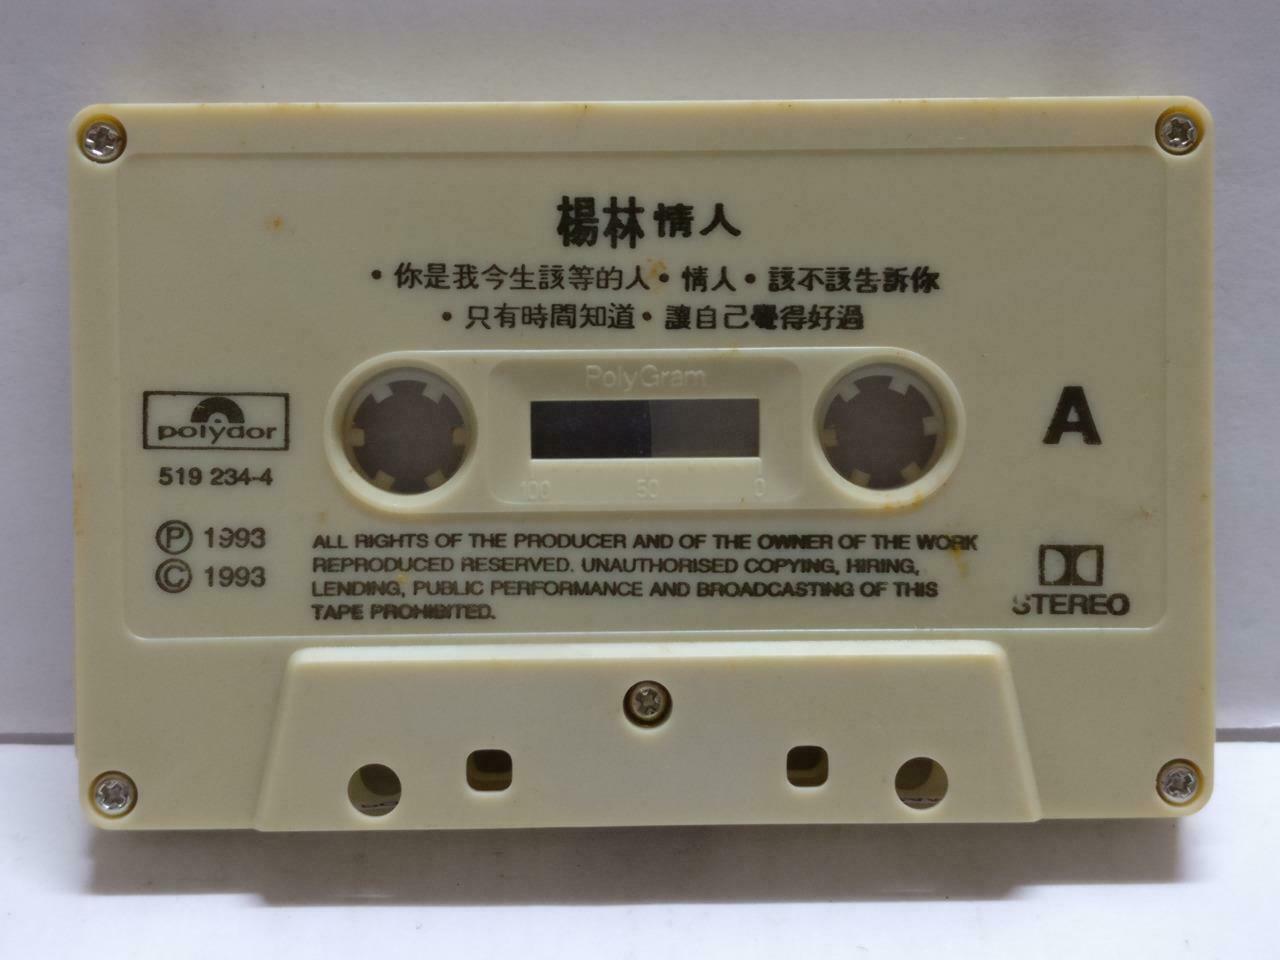 楊林 情人
• 你是我今生該等的人 • 情人 • 該不該告訴你
• 只有時間知道 • 讓自己覺得好過
PolyGram
polydor
A
519 234-4
100 50 0
Ⓟ 1993
© 1993
ALL RIGHTS OF THE PRODUCER AND OF THE OWNER OF THE WORK
REPRODUCED RESERVED. UNAUTHORISED COPYING, HIRING,
LENDING, PUBLIC PERFORMANCE AND BROADCASTING OF THIS
TAPE PROHIBITED.
STEREO